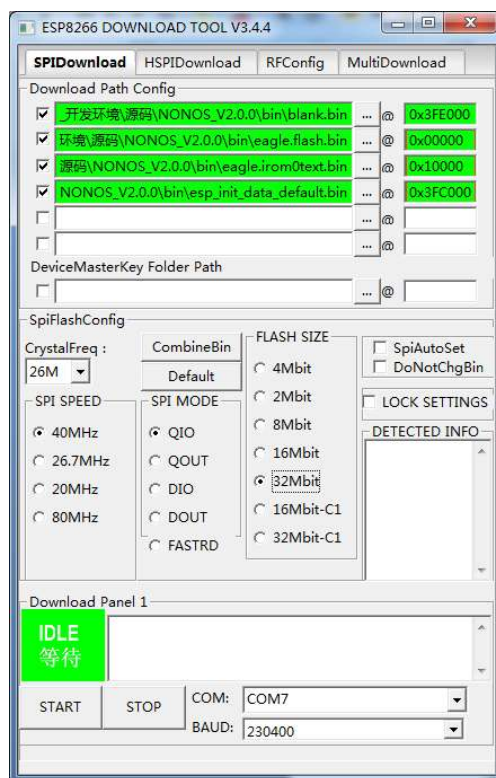 ESP8266 DOWNLOAD TOOL V3.4.4
SPIDownload HSPIDownload RFConfig MultiDownload
Download Path Config
_开发环境\源码\NONOS_V2.0.0\bin\blank.bin ... @ 0x3FE000
环境\源码\NONOS_V2.0.0\bin\eagle.flash.bin ... @ 0x00000
源码\NONOS_V2.0.0\bin\eagle.irom0text.bin ... @ 0x10000
NONOS_V2.0.0\bin\esp_init_data_default.bin ... @ 0x3FC000
... @
... @
DeviceMasterKey Folder Path
... @
SpiFlashConfig
CrystalFreq :
26M
CombineBin
Default
SPI SPEED
40MHz
26.7MHz
20MHz
80MHz
SPI MODE
QIO
QOUT
DIO
DOUT
FASTRD
FLASH SIZE
4Mbit
2Mbit
8Mbit
16Mbit
32Mbit
16Mbit-C1
32Mbit-C1
SpiAutoSet
DoNotChgBin
LOCK SETTINGS
DETECTED INFO
Download Panel 1
IDLE
等待
START STOP
COM: COM7
BAUD: 230400